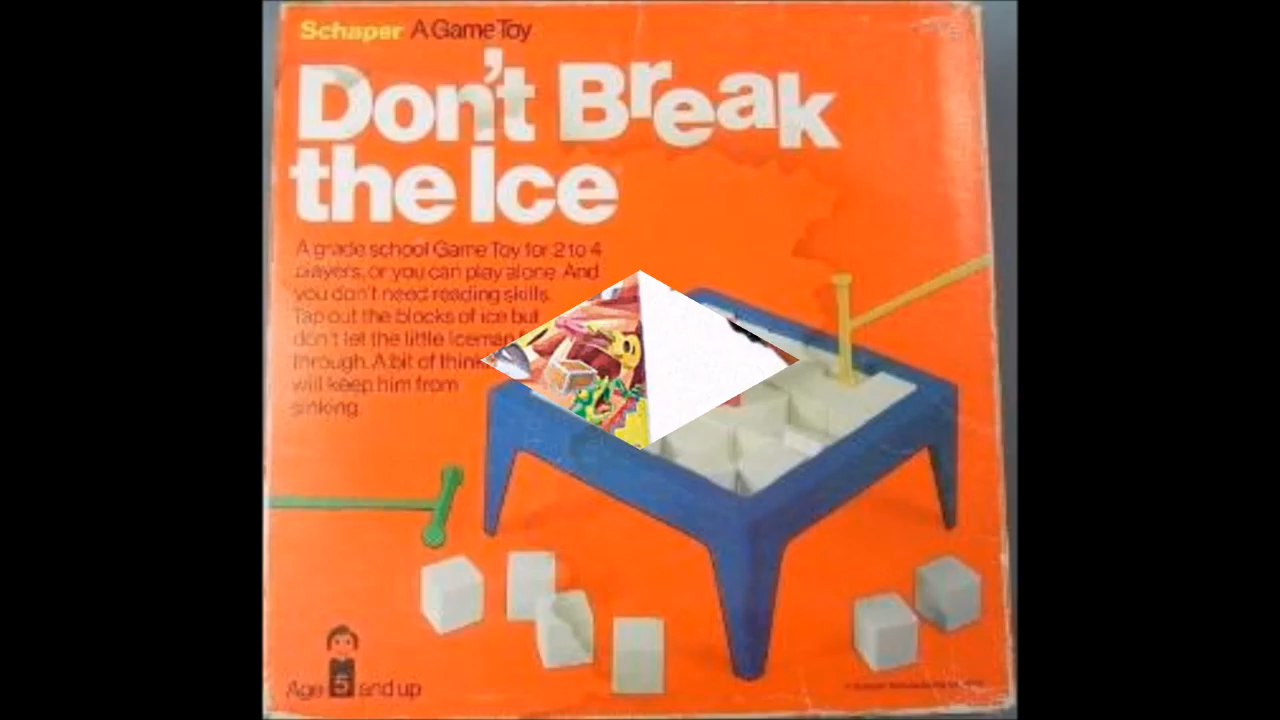 Schaper A Game Toy
Don't Break
the Ice
A grade school Game Toy for 2 to 4
players, or you can play alone. And
you don't need reading skills.
Tap out the blocks of ice but
don't let the little Iceman
through. A bit of
will keep him from
sinking.
Age 5 and up